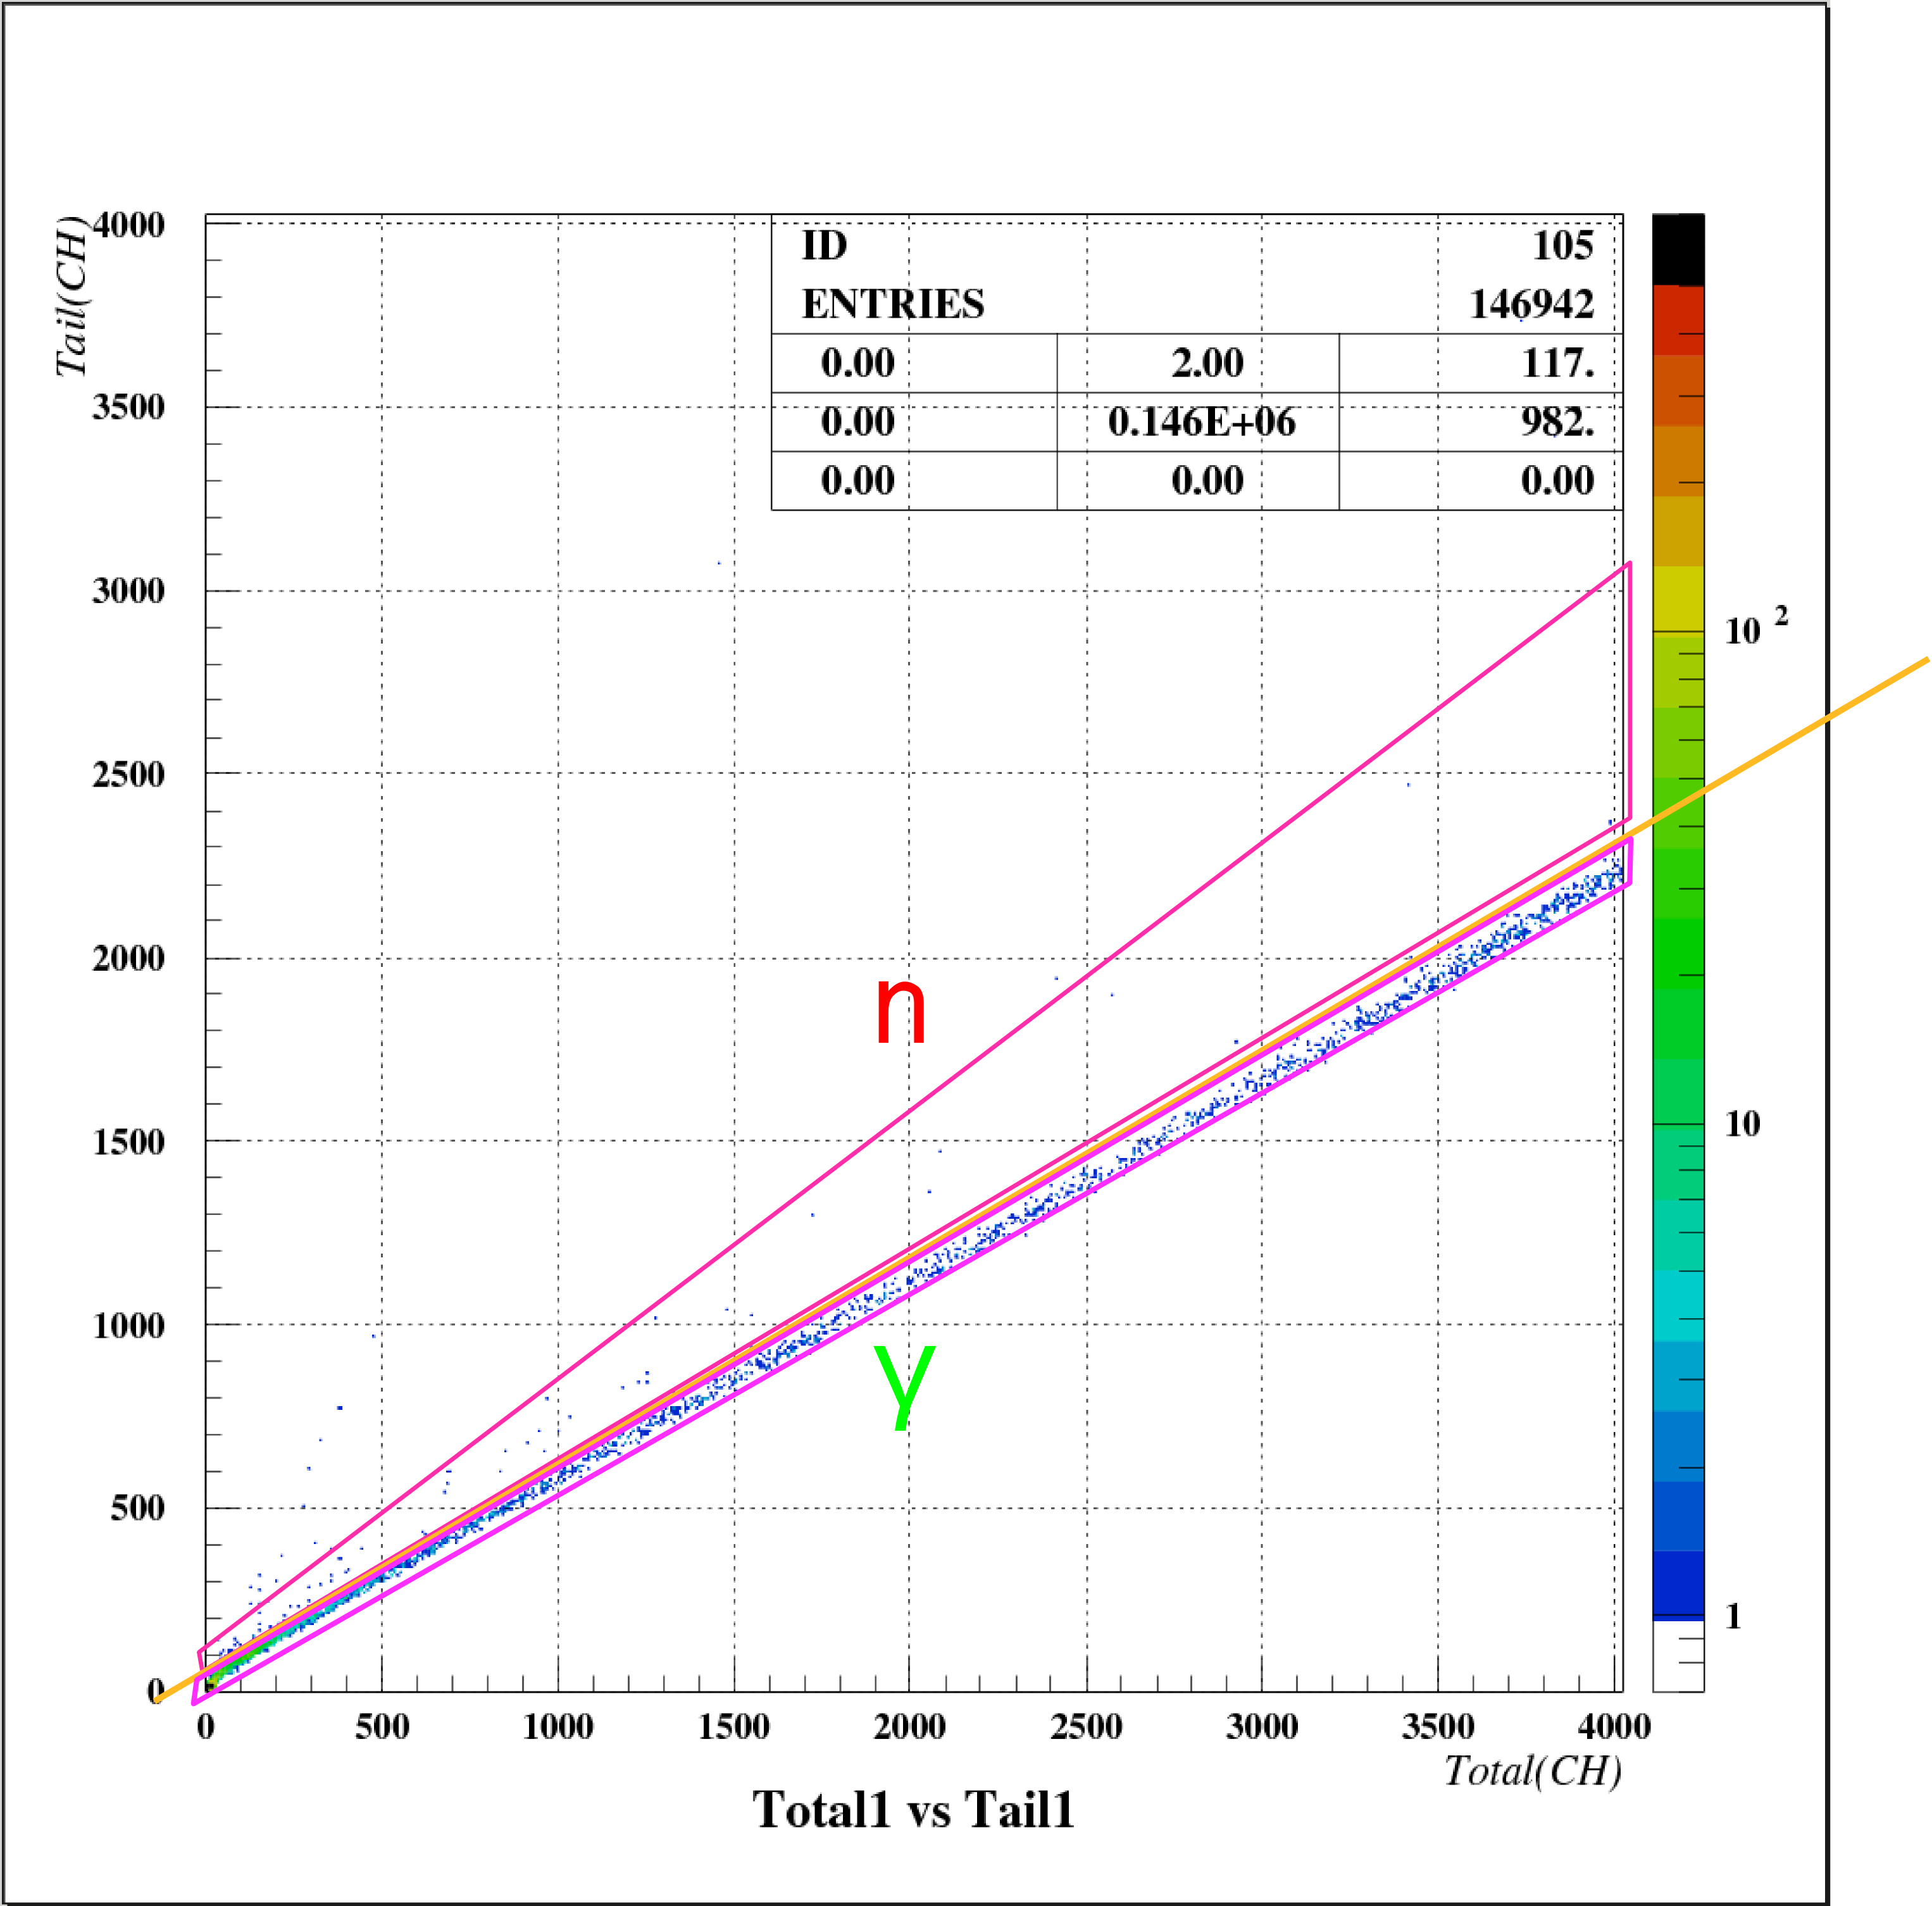 Tail(CH)
4000
3500
3000
2500
2000
1500
1000
500
0
ID 105
ENTRIES 146942
0.00 2.00 117.
0.00 0.146E+06 982.
0.00 0.00 0.00
n
γ
10 2
10
1
0 500 1000 1500 2000 2500 3000 3500 4000
Total(CH)
Total1 vs Tail1